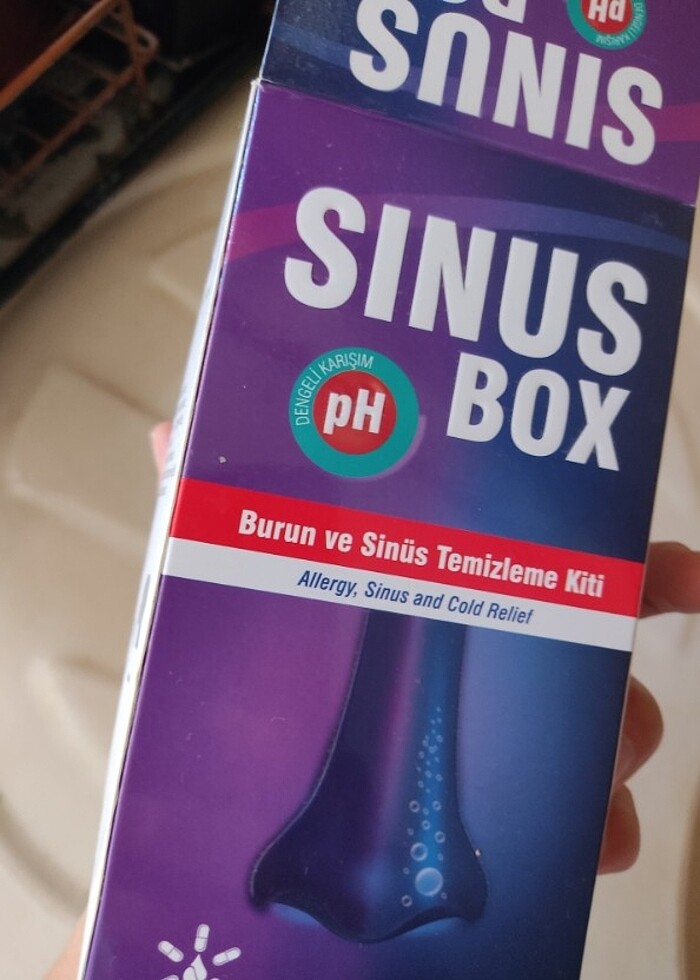 SINUS
DENGELİ KARIŞIM
pH
SINUS
BOX
DENGELİ KARIŞIM
pH
Burun ve Sinüs Temizleme Kiti
Allergy, Sinus and Cold Relief